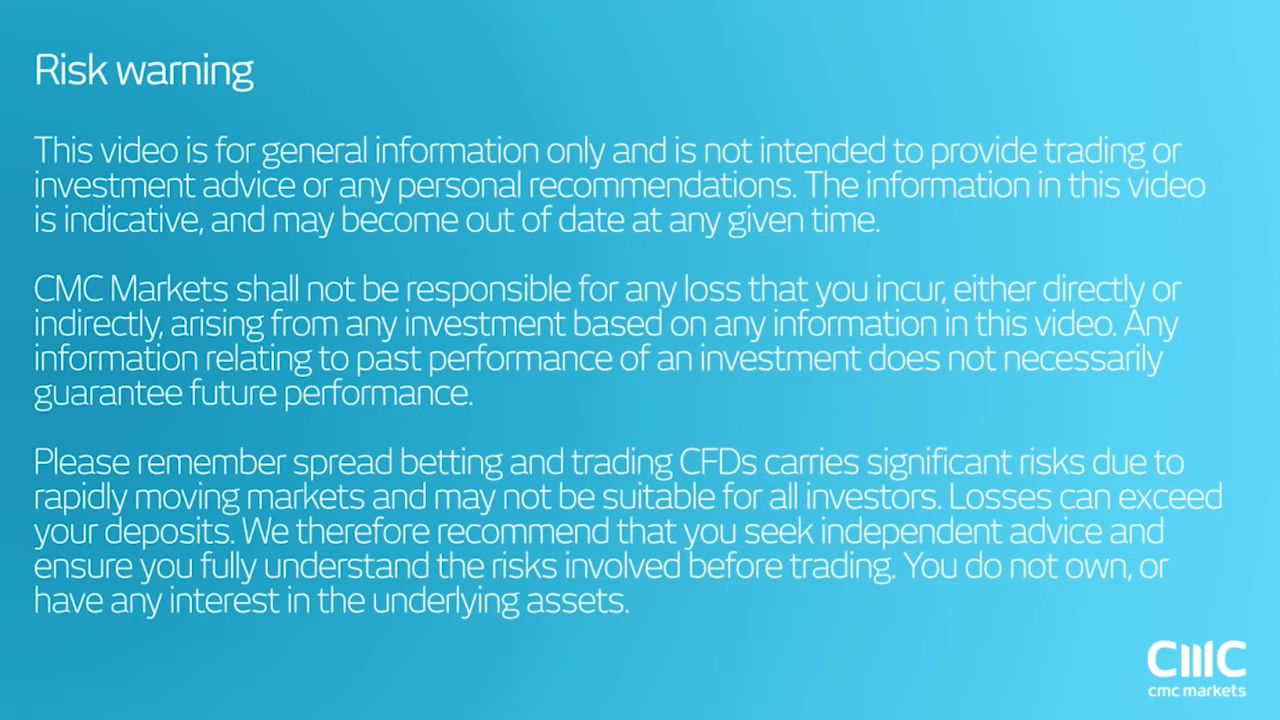 Risk warning
This video is for general information only and is not intended to provide trading or
investment advice or any personal recommendations. The information in this video
is indicative, and may become out of date at any given time.
CMC Markets shall not be responsible for any loss that you incur, either directly or
indirectly, arising from any investment based on any information in this video. Any
information relating to past performance of an investment does not necessarily
guarantee future performance.
Please remember spread betting and trading CFDs carries significant risks due to
rapidly moving markets and may not be suitable for all investors. Losses can exceed
your deposits. We therefore recommend that you seek independent advice and
ensure you fully understand the risks involved before trading. You do not own, or
have any interest in the underlying assets.
CMC
cmc markets